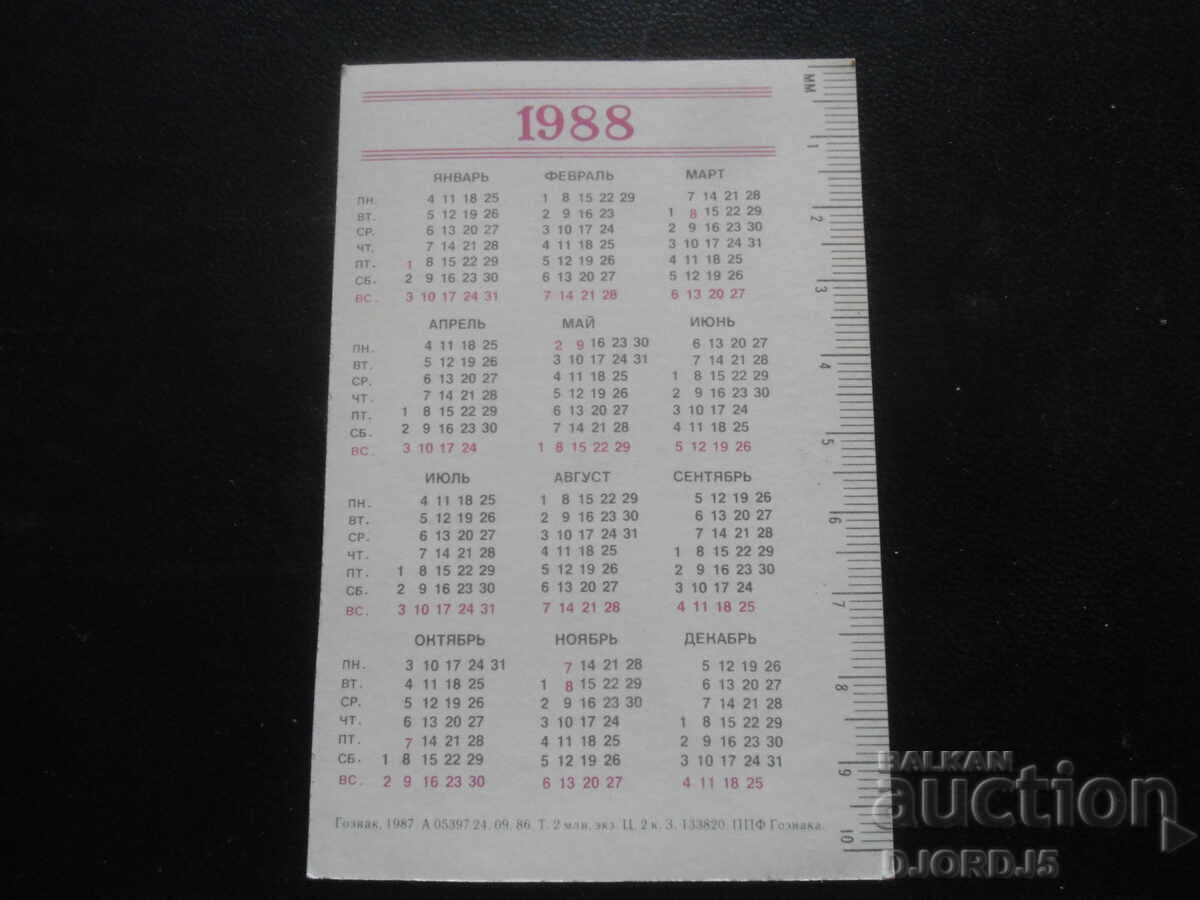 1988
ЯНВАРЬ ФЕВРАЛЬ МАРТ
ПН. 4 11 18 25 1 8 15 22 29 7 14 21 28
ВТ. 5 12 19 26 2 9 16 23 1 8 15 22 29
СР. 6 13 20 27 3 10 17 24 2 9 16 23 30
ЧТ. 7 14 21 28 4 11 18 25 3 10 17 24 31
ПТ. 1 8 15 22 29 5 12 19 26 4 11 18 25
СБ. 2 9 16 23 30 6 13 20 27 5 12 19 26
ВС. 3 10 17 24 31 7 14 21 28 6 13 20 27
АПРЕЛЬ МАЙ ИЮНЬ
ПН. 4 11 18 25 2 9 16 23 30 6 13 20 27
ВТ. 5 12 19 26 3 10 17 24 31 7 14 21 28
СР. 6 13 20 27 4 11 18 25 1 8 15 22 29
ЧТ. 7 14 21 28 5 12 19 26 2 9 16 23 30
ПТ. 1 8 15 22 29 6 13 20 27 3 10 17 24
СБ. 2 9 16 23 30 7 14 21 28 4 11 18 25
ВС. 3 10 17 24 1 8 15 22 29 5 12 19 26
ИЮЛЬ АВГУСТ СЕНТЯБРЬ
ПН. 4 11 18 25 1 8 15 22 29 5 12 19 26
ВТ. 5 12 19 26 2 9 16 23 30 6 13 20 27
СР. 6 13 20 27 3 10 17 24 31 7 14 21 28
ЧТ. 7 14 21 28 4 11 18 25 1 8 15 22 29
ПТ. 1 8 15 22 29 5 12 19 26 2 9 16 23 30
СБ. 2 9 16 23 30 6 13 20 27 3 10 17 24
ВС. 3 10 17 24 31 7 14 21 28 4 11 18 25
ОКТЯБРЬ НОЯБРЬ ДЕКАБРЬ
ПН. 3 10 17 24 31 7 14 21 28 5 12 19 26
ВТ. 4 11 18 25 1 8 15 22 29 6 13 20 27
СР. 5 12 19 26 2 9 16 23 30 7 14 21 28
ЧТ. 6 13 20 27 3 10 17 24 1 8 15 22 29
ПТ. 7 14 21 28 4 11 18 25 2 9 16 23 30
СБ. 1 8 15 22 29 5 12 19 26 3 10 17 24 31
ВС. 2 9 16 23 30 6 13 20 27 4 11 18 25
Гознак, 1987. А 05397. 24. 09. 86. Т. 2 млн. экз. Ц. 2 к. З. 133820. ППФ Гознака.
ММ
1
2
3
4
5
6
7
8
9
10
BALKAN
auction
DJORDJ5